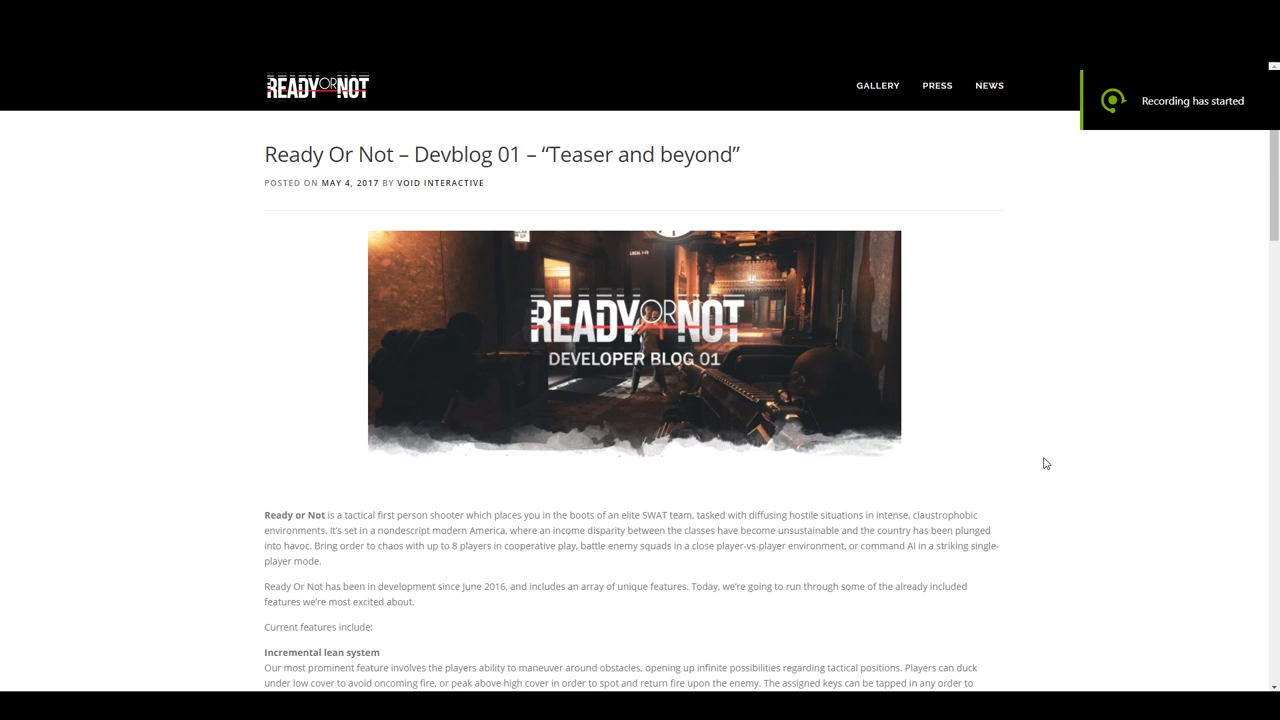 READY OR NOT
GALLERY PRESS NEWS
Recording has started
Ready Or Not – Devblog 01 – “Teaser and beyond”
POSTED ON MAY 4, 2017 BY VOID INTERACTIVE
LOCAL 1-15
READY OR NOT
DEVELOPER BLOG 01
Ready or Not is a tactical first person shooter which places you in the boots of an elite SWAT team, tasked with diffusing hostile situations in intense, claustrophobic
environments. It’s set in a nondescript modern America, where an income disparity between the classes have become unsustainable and the country has been plunged
into havoc. Bring order to chaos with up to 8 players in cooperative play, battle enemy squads in a close player-vs-player environment, or command AI in a striking single-
player mode.
Ready Or Not has been in development since June 2016, and includes an array of unique features. Today, we’re going to run through some of the already included
features we’re most excited about.
Current features include:
Incremental lean system
Our most prominent feature involves the players ability to maneuver around obstacles, opening up infinite possibilities regarding tactical positions. Players can duck
under low cover to avoid oncoming fire, or peak above high cover in order to spot and return fire upon the enemy. The assigned keys can be tapped in any order to